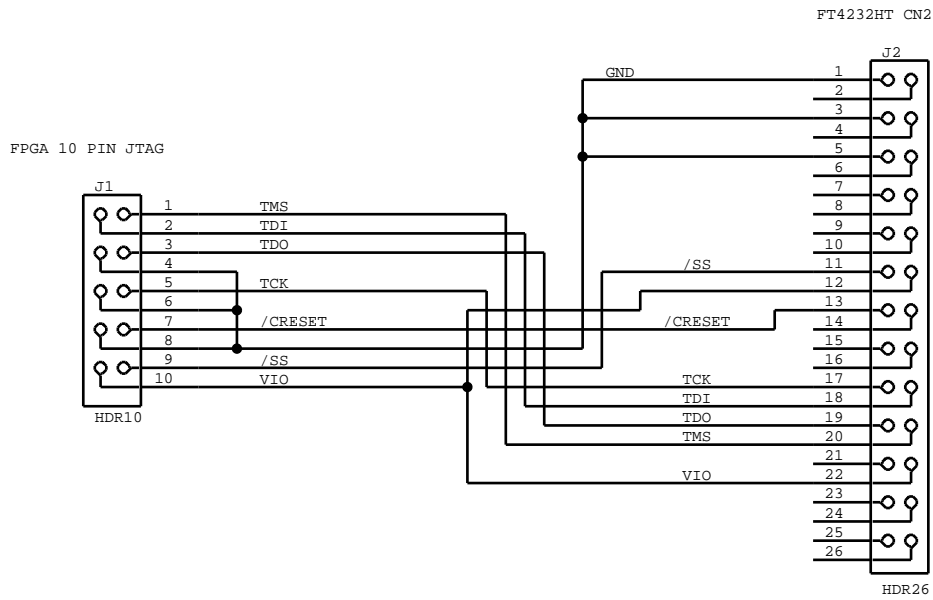 FT4232HT CN2
J2
GND
1
2
3
4
5
6
7
8
9
10
11
12
13
14
15
16
17
18
19
20
21
22
23
24
25
26
HDR26
/SS
/CRESET
TCK
TDI
TDO
TMS
VIO
FPGA 10 PIN JTAG
J1
1 TMS
2 TDI
3 TDO
4
5 TCK
6
7 /CRESET
8
9 /SS
10 VIO
HDR10